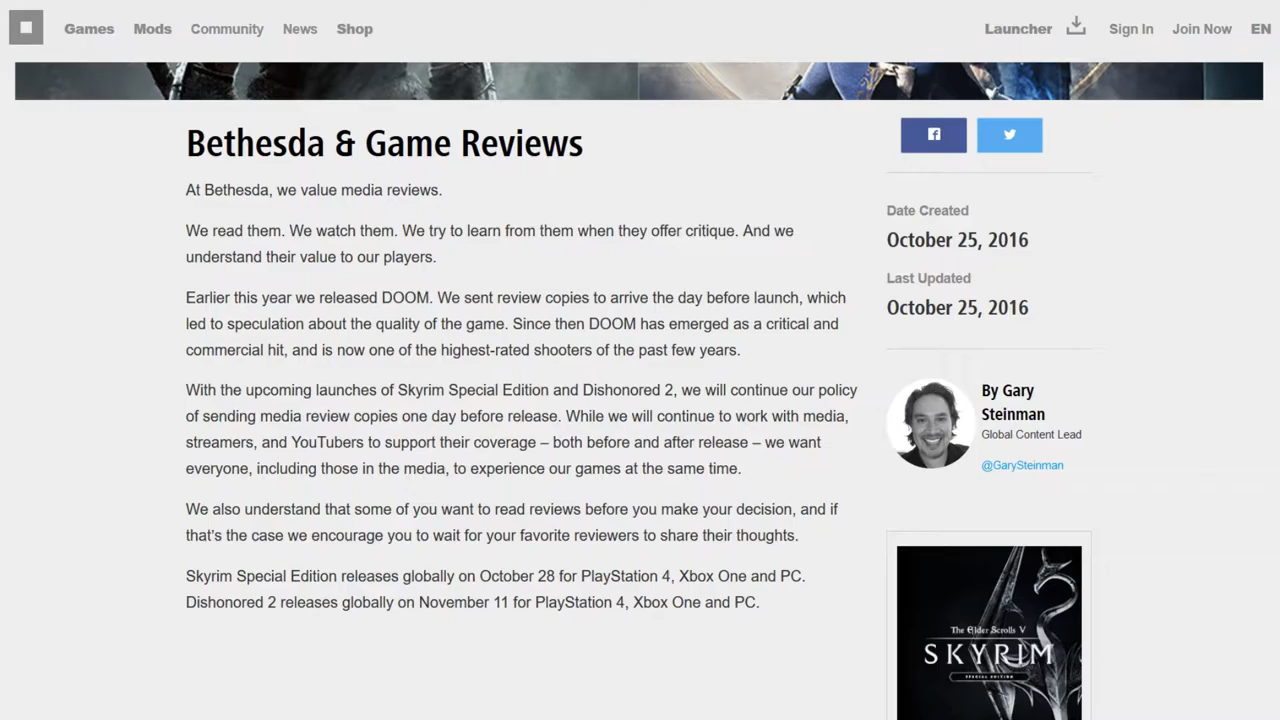 Games Mods Community News Shop Launcher Sign In Join Now EN
Bethesda & Game Reviews
At Bethesda, we value media reviews.
We read them. We watch them. We try to learn from them when they offer critique. And we
understand their value to our players.
Earlier this year we released DOOM. We sent review copies to arrive the day before launch, which
led to speculation about the quality of the game. Since then DOOM has emerged as a critical and
commercial hit, and is now one of the highest-rated shooters of the past few years.
With the upcoming launches of Skyrim Special Edition and Dishonored 2, we will continue our policy
of sending media review copies one day before release. While we will continue to work with media,
streamers, and YouTubers to support their coverage – both before and after release – we want
everyone, including those in the media, to experience our games at the same time.
We also understand that some of you want to read reviews before you make your decision, and if
that's the case we encourage you to wait for your favorite reviewers to share their thoughts.
Skyrim Special Edition releases globally on October 28 for PlayStation 4, Xbox One and PC.
Dishonored 2 releases globally on November 11 for PlayStation 4, Xbox One and PC.
Date Created
October 25, 2016
Last Updated
October 25, 2016
By Gary
Steinman
Global Content Lead
@GarySteinman
The Elder Scrolls V
SKYRIM
SPECIAL EDITION